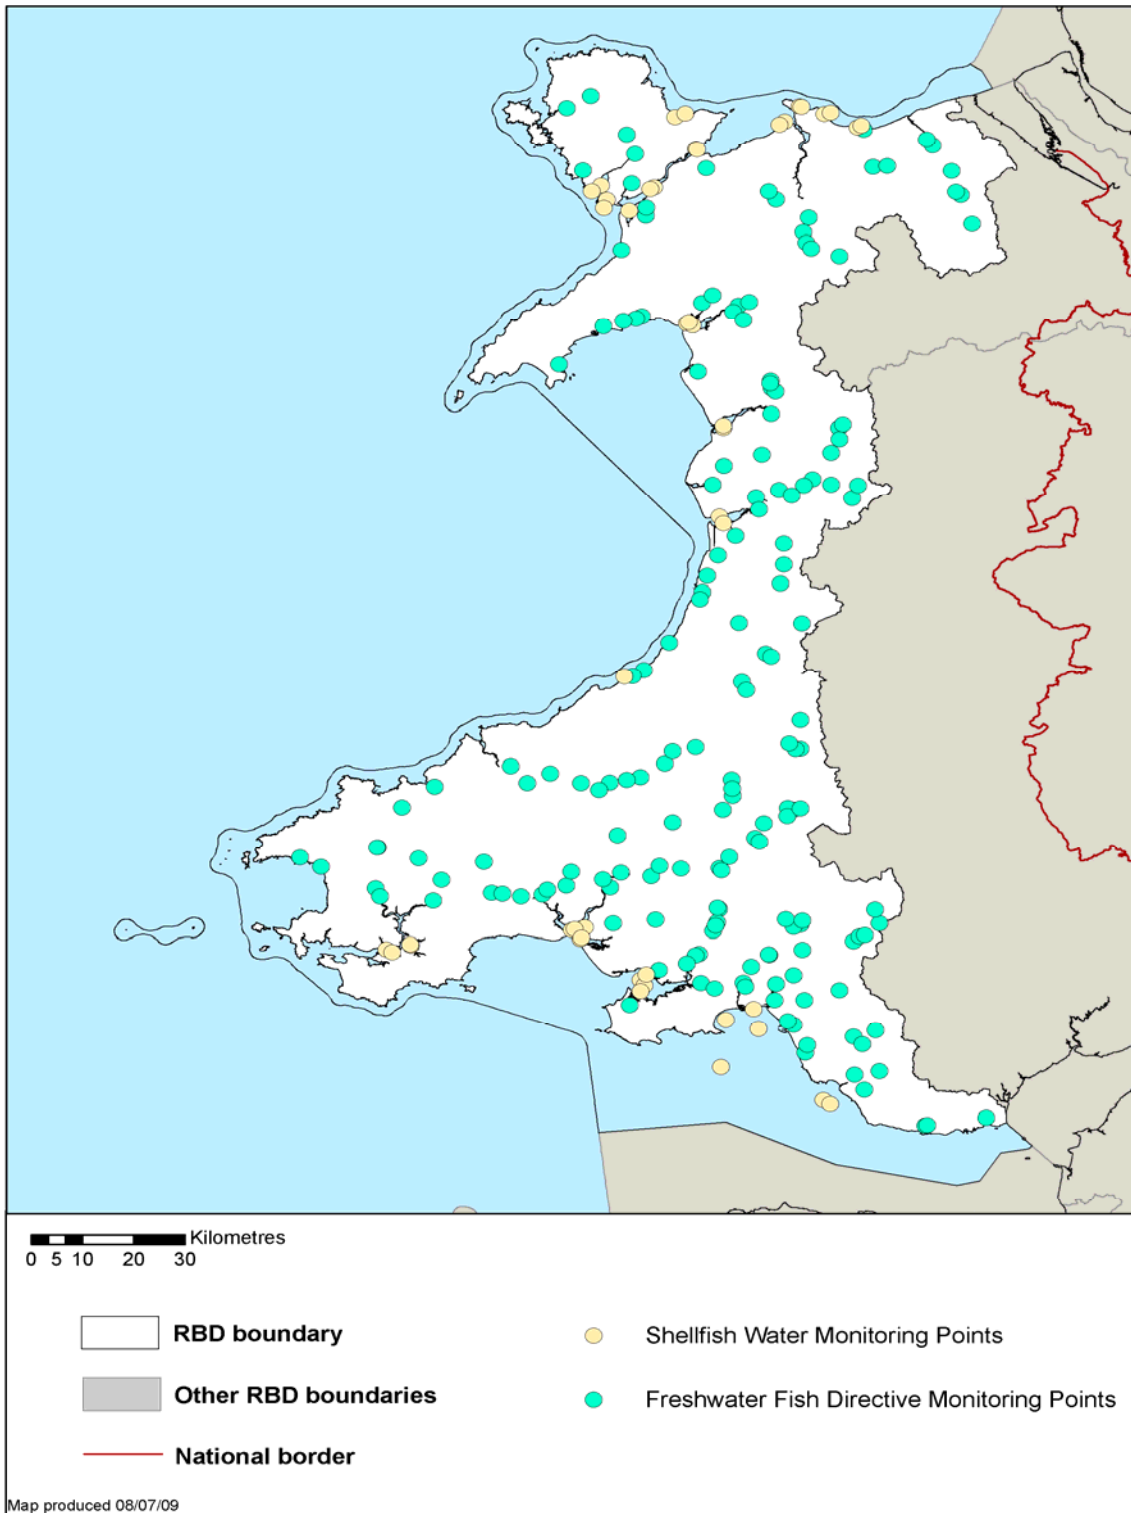 Kilometres
0 5 10 20 30
RBD boundary
Shellfish Water Monitoring Points
Other RBD boundaries
Freshwater Fish Directive Monitoring Points
National border
Map produced 08/07/09